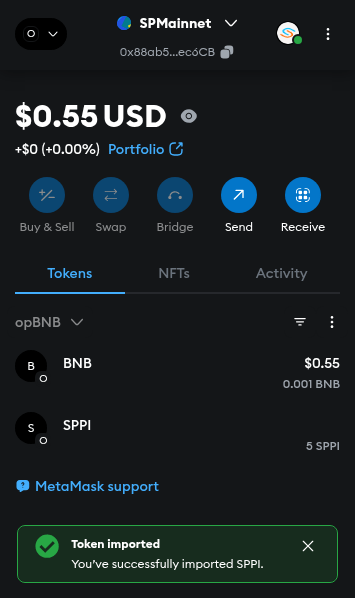 O
SPMainnet
0x88ab5...ec6CB
$0.55 USD
+$0 (+0.00%) Portfolio
Buy & Sell
Swap
Bridge
Send
Receive
Tokens
NFTs
Activity
opBNB
B
O
BNB
$0.55
0.001 BNB
S
O
SPPI
5 SPPI
MetaMask support
Token imported
You've successfully imported SPPI.